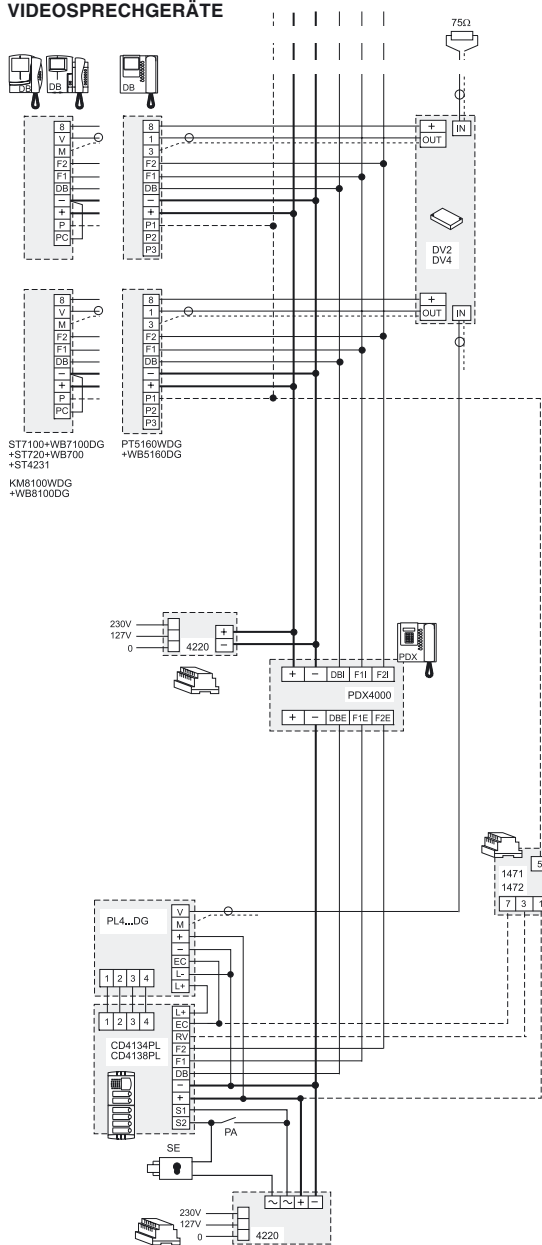 VIDEOSPRECHGERÄTE
75Ω
DB
DB
DB
8
V
M
F2
F1
DB
–
+
P
PC
8
1
3
F2
F1
DB
–
+
P1
P2
P3
+
OUT
IN
DV2
DV4
+
OUT
IN
8
V
M
F2
F1
DB
–
+
P
PC
8
1
3
F2
F1
DB
–
+
P1
P2
P3
ST7100+WB7100DG
+ST720+WB700
+ST4231
KM8100WDG
+WB8100DG
PT5160WDG
+WB5160DG
230V
127V
0
4220
+
–
PDX
+ – DBI F1I F2I
PDX4000
+ – DBE F1E F2E
5
1471
1472
7 3 1
PL4...DG
V
M
+
–
EC
L-
L+
1 2 3 4
1 2 3 4
L+
EC
RV
F2
F1
DB
–
+
S1
S2
CD4134PL
CD4138PL
PA
SE
~ ~ + –
230V
127V
0
4220